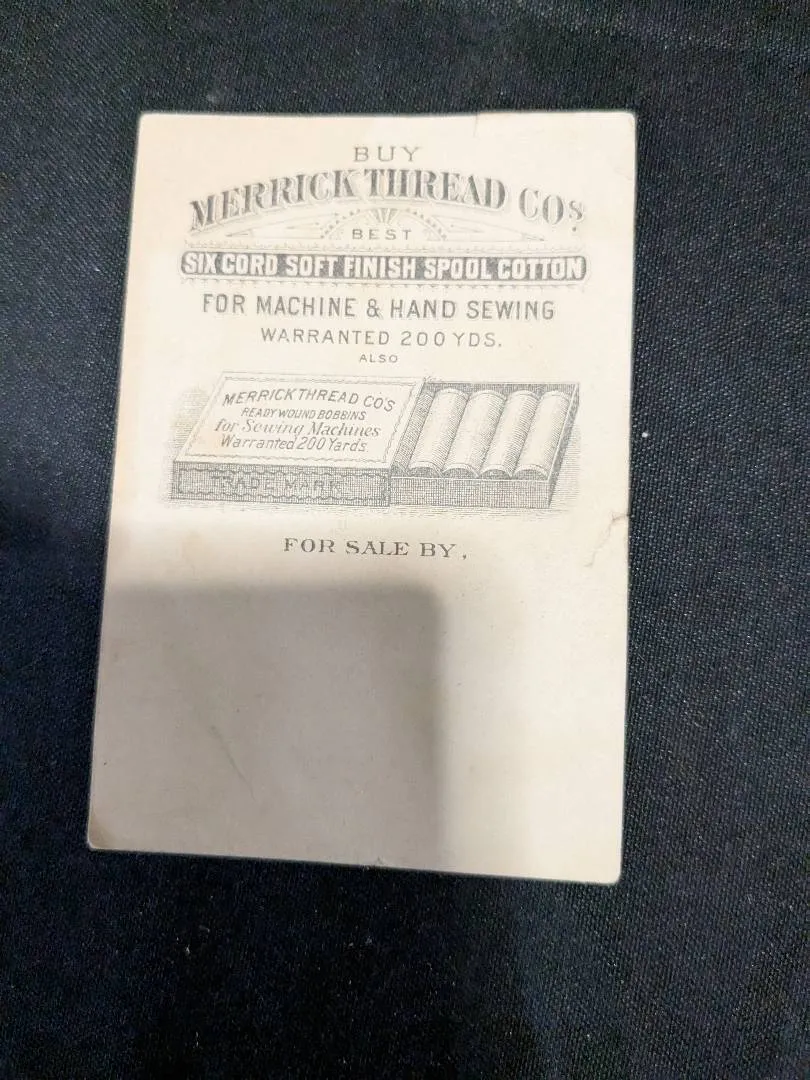 BUY
MERRICK THREAD COS.
BEST
SIX CORD SOFT FINISH SPOOL COTTON
FOR MACHINE & HAND SEWING
WARRANTED 200 YDS.
ALSO
MERRICK THREAD CO'S
READY WOUND BOBBINS
for Sewing Machines
Warranted 200 Yards.
TRADE MARK
FOR SALE BY,